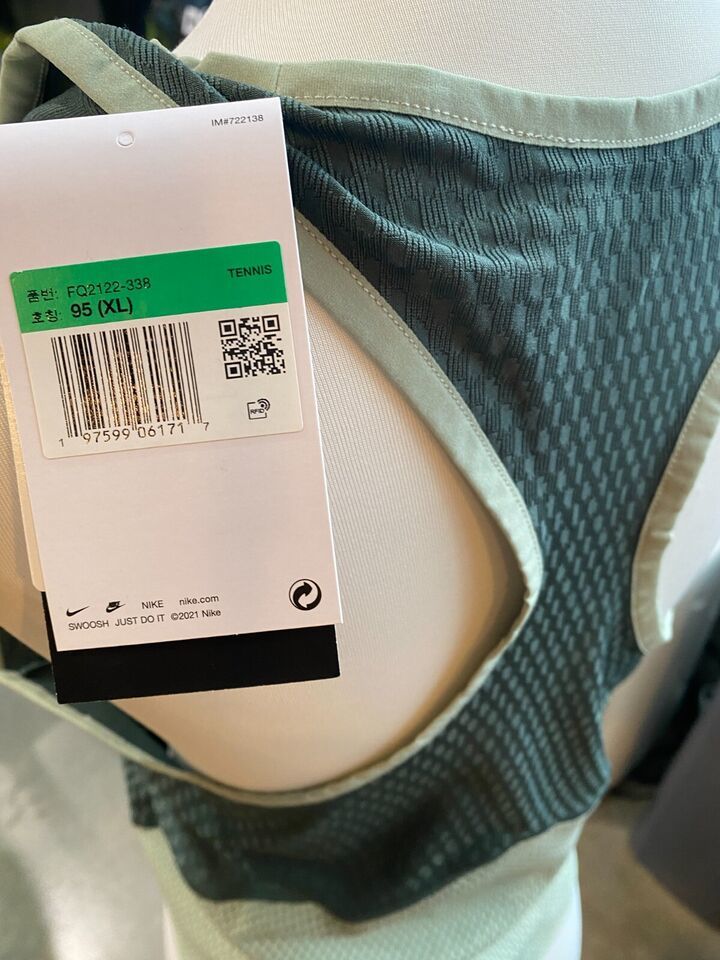 IM#722138
TENNIS
품번: FQ2122-338
호칭: 95 (XL)
RFID
1 97599 06171 7
NIKE nike.com
SWOOSH JUST DO IT ©2021 Nike